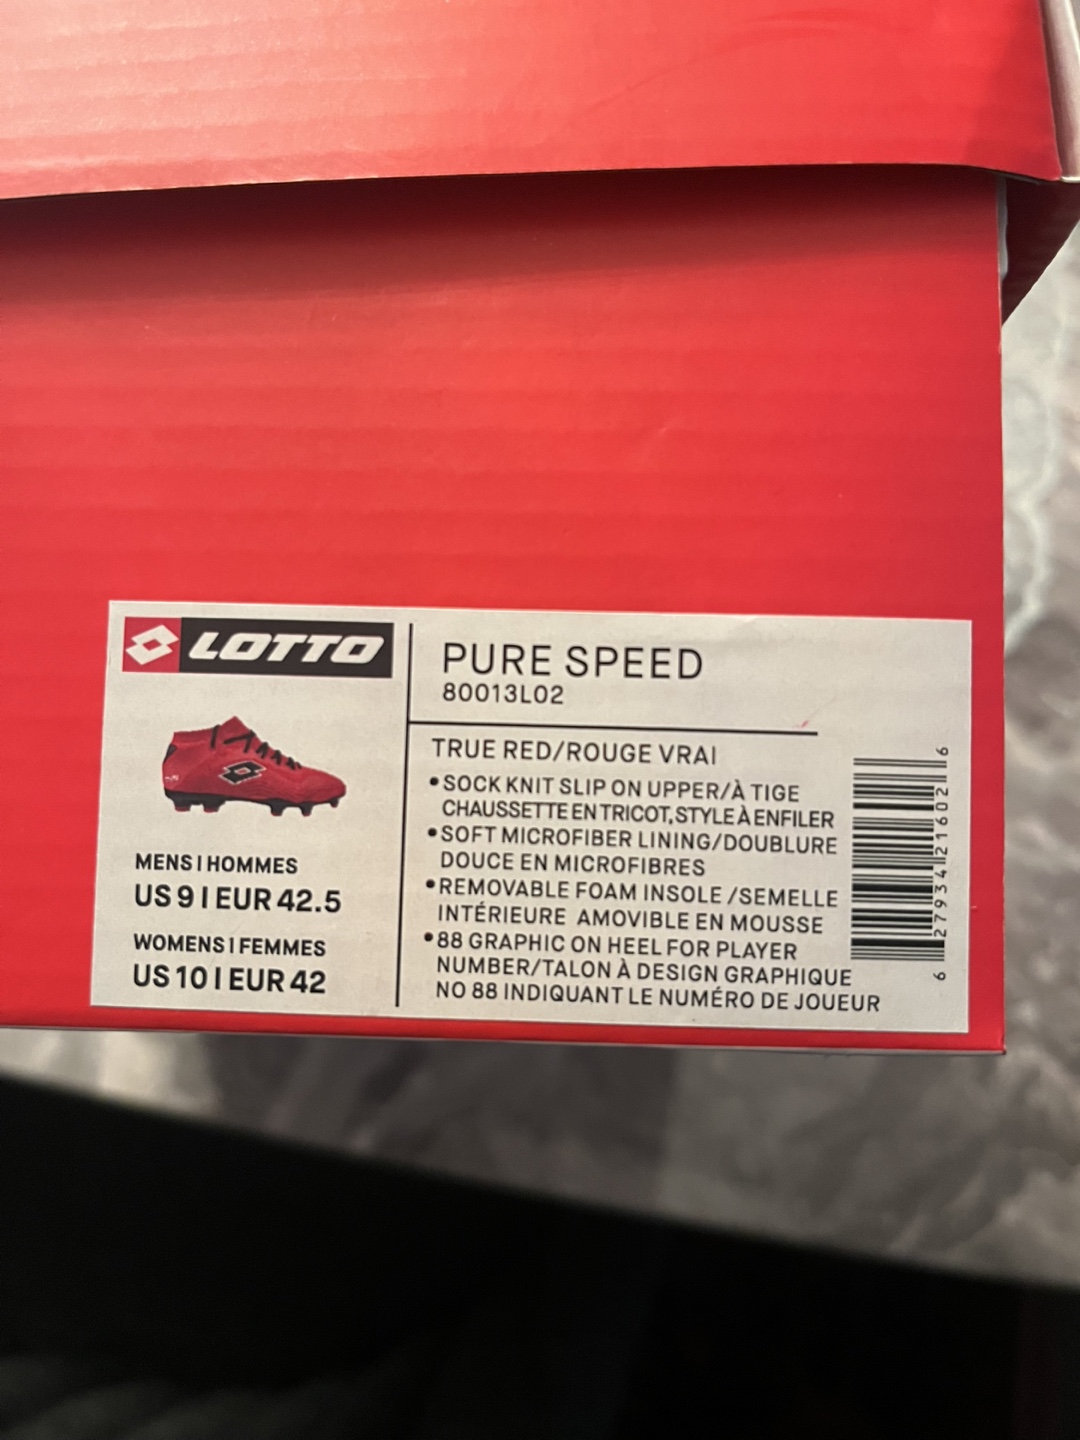 LOTTO
MENS | HOMMES
US 9 | EUR 42.5
WOMENS | FEMMES
US 10 | EUR 42
PURE SPEED
80013L02
TRUE RED/ROUGE VRAI
•SOCK KNIT SLIP ON UPPER/À TIGE
CHAUSSETTE EN TRICOT, STYLE À ENFILER
•SOFT MICROFIBER LINING/DOUBLURE
DOUCE EN MICROFIBRES
•REMOVABLE FOAM INSOLE /SEMELLE
INTÉRIEURE AMOVIBLE EN MOUSSE
•88 GRAPHIC ON HEEL FOR PLAYER
NUMBER/TALON À DESIGN GRAPHIQUE
NO 88 INDIQUANT LE NUMÉRO DE JOUEUR
6 27934 21602 6